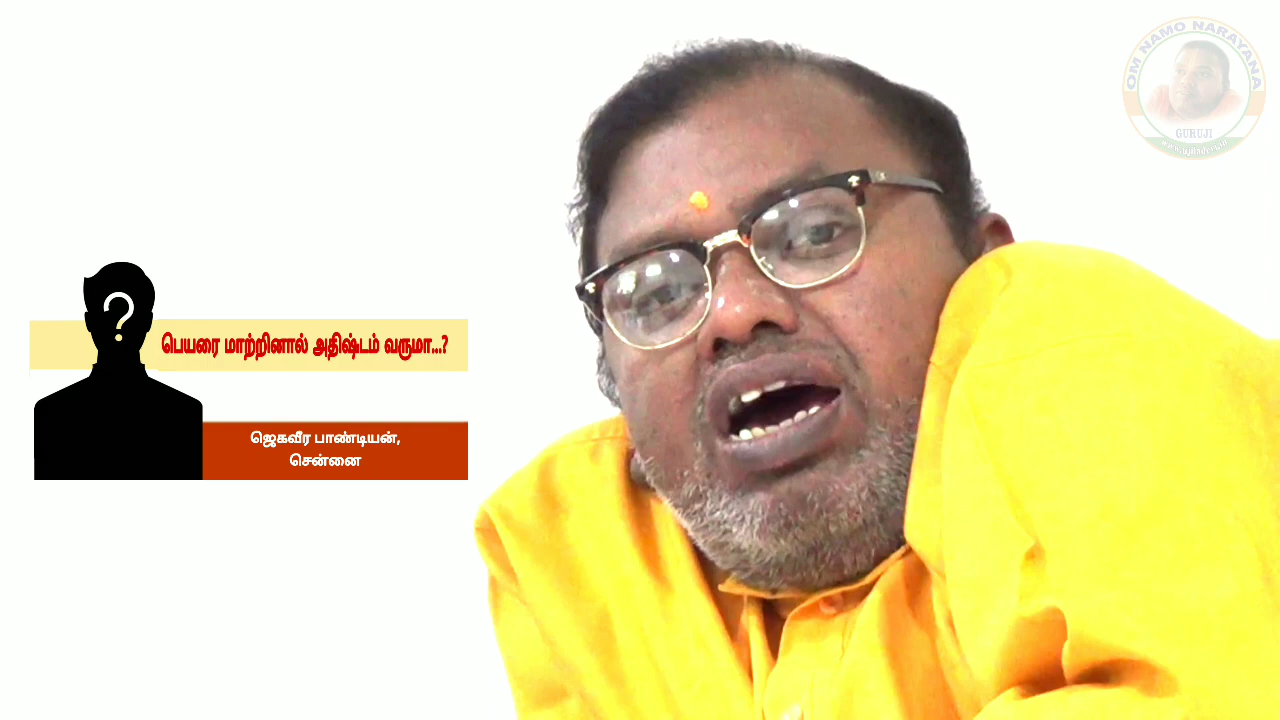 OM NAMO NARAYANA
GURUJI
?
பெயரை மாற்றினால் அதிஷ்டம் வருமா...?
ஜெகவீர பாண்டியன்,
சென்னை